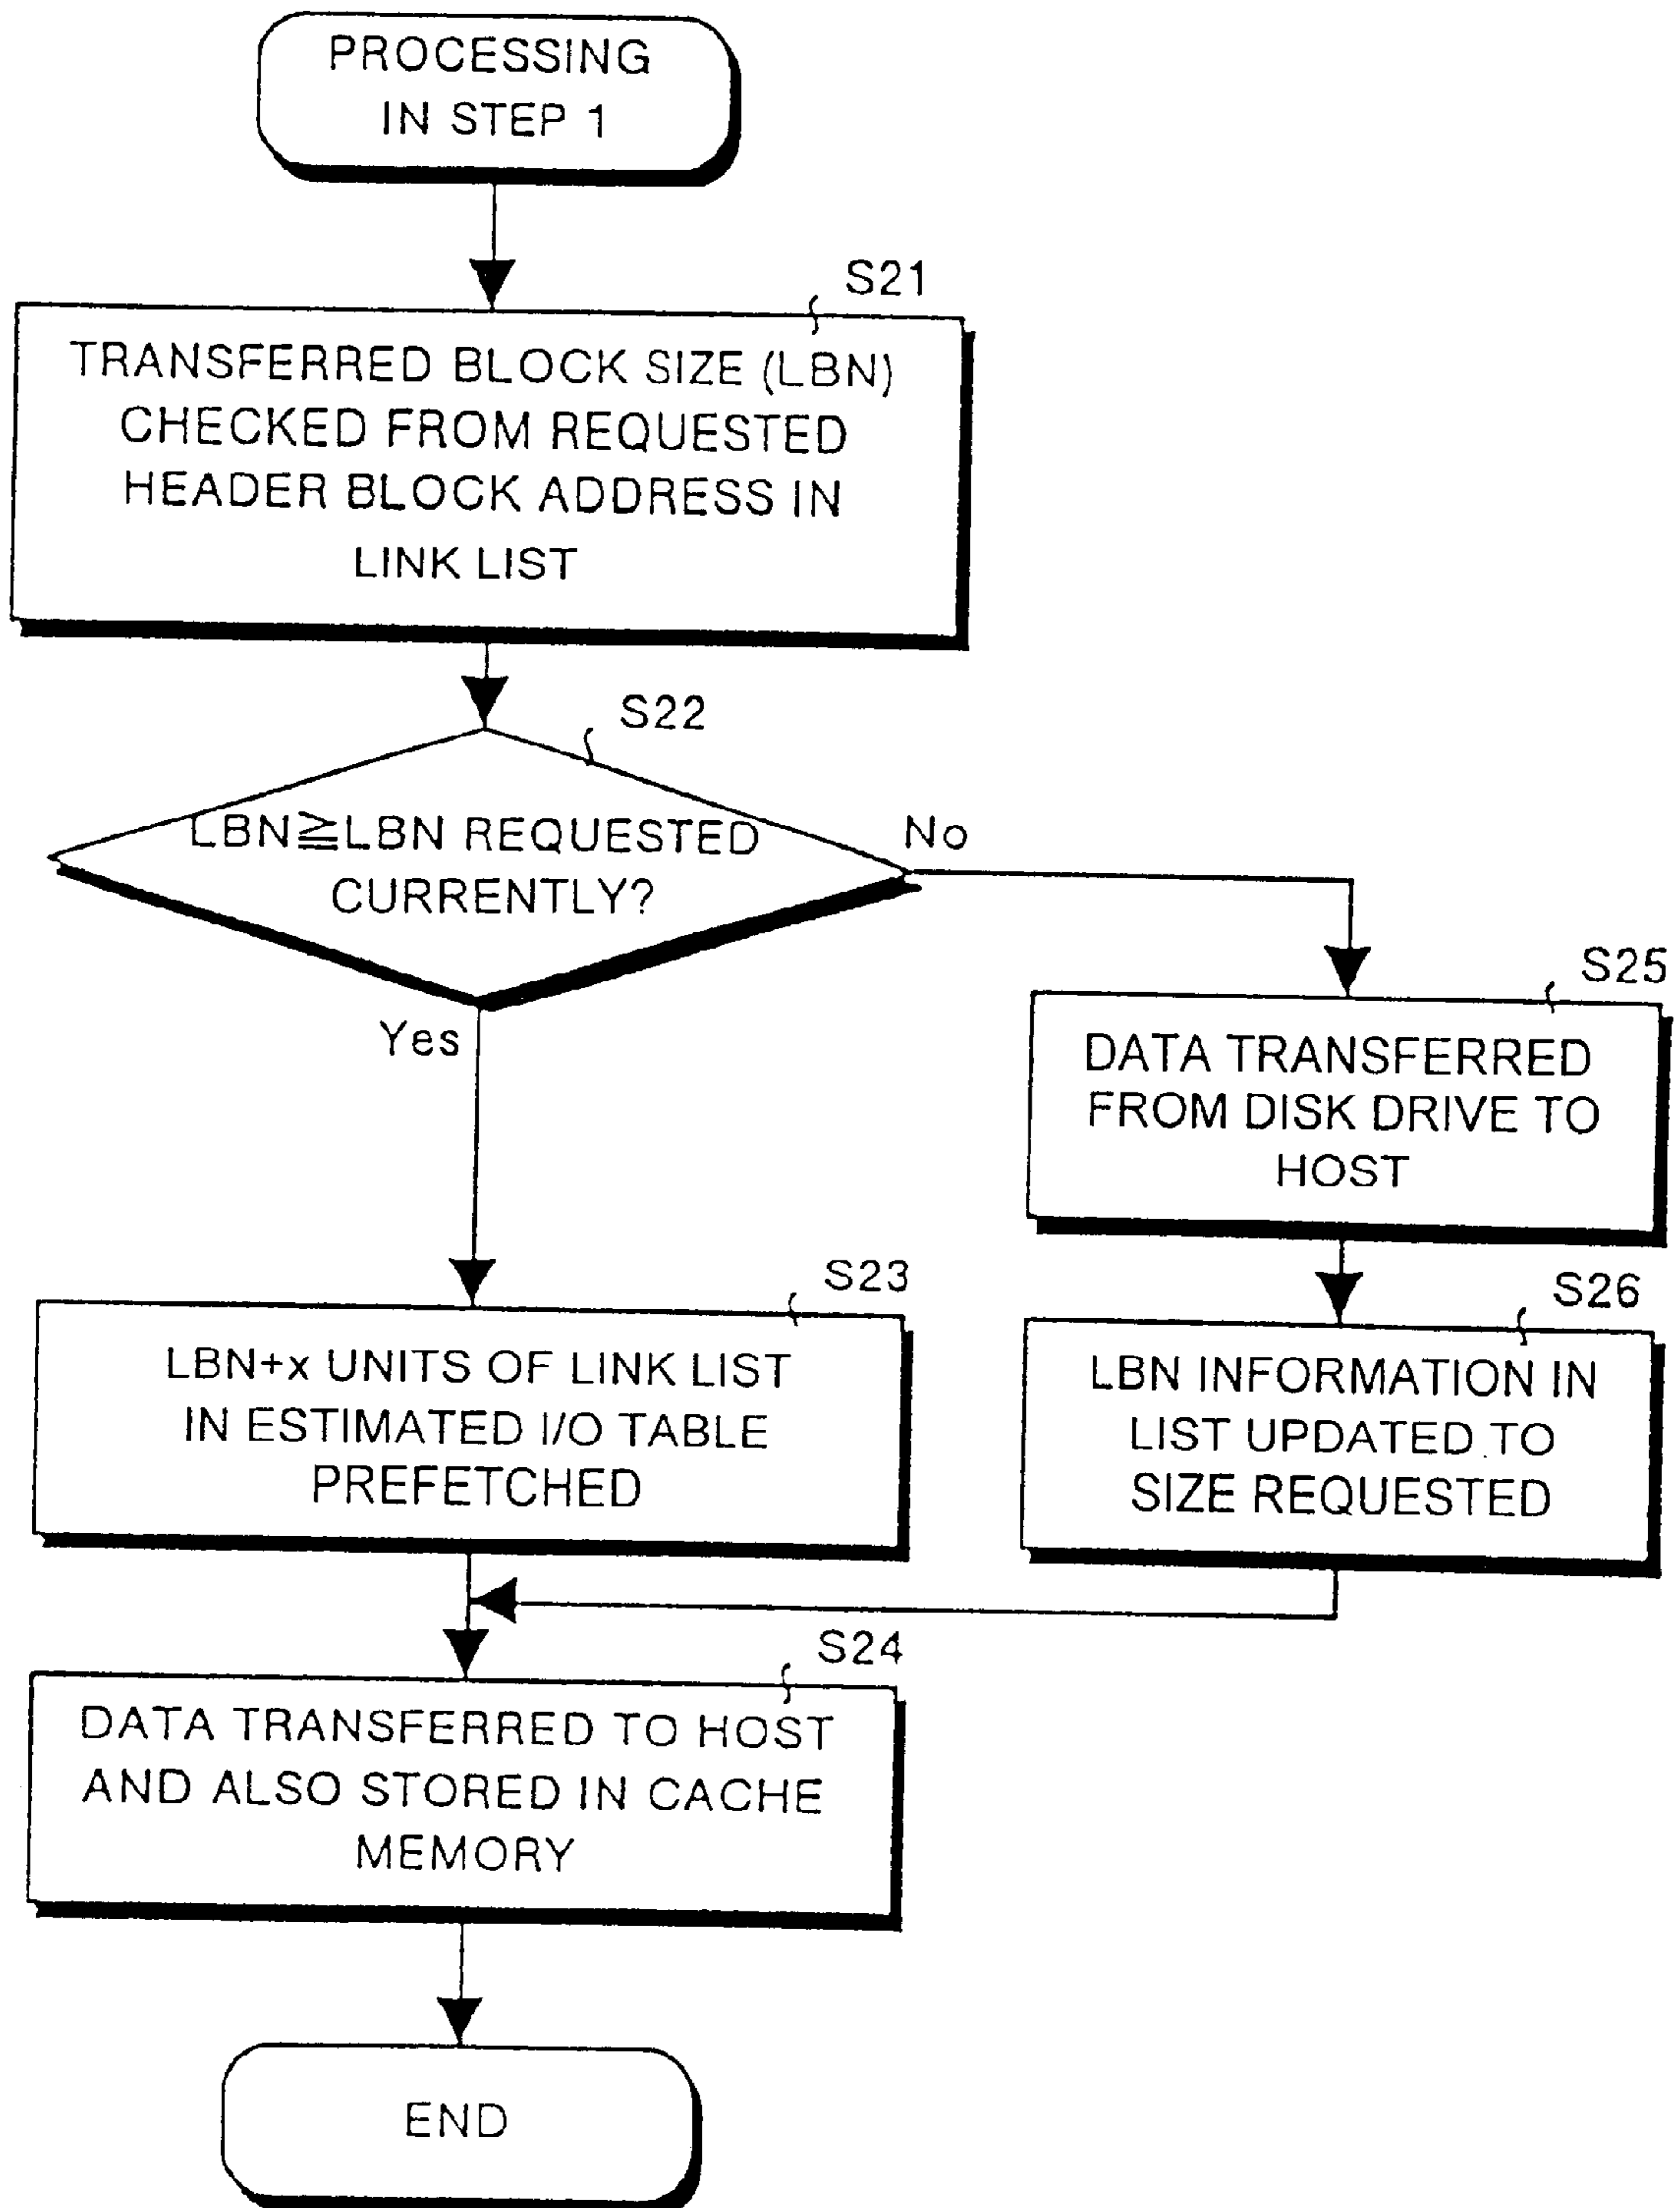 PROCESSING
IN STEP 1
S21
TRANSFERRED BLOCK SIZE (LBN)
CHECKED FROM REQUESTED
HEADER BLOCK ADDRESS IN
LINK LIST
S22
LBN≧LBN REQUESTED
CURRENTLY?
No
Yes
S25
DATA TRANSFERRED
FROM DISK DRIVE TO
HOST
S23
LBN+x UNITS OF LINK LIST
IN ESTIMATED I/O TABLE
PREFETCHED
S26
LBN INFORMATION IN
LIST UPDATED TO
SIZE REQUESTED
S24
DATA TRANSFERRED TO HOST
AND ALSO STORED IN CACHE
MEMORY
END